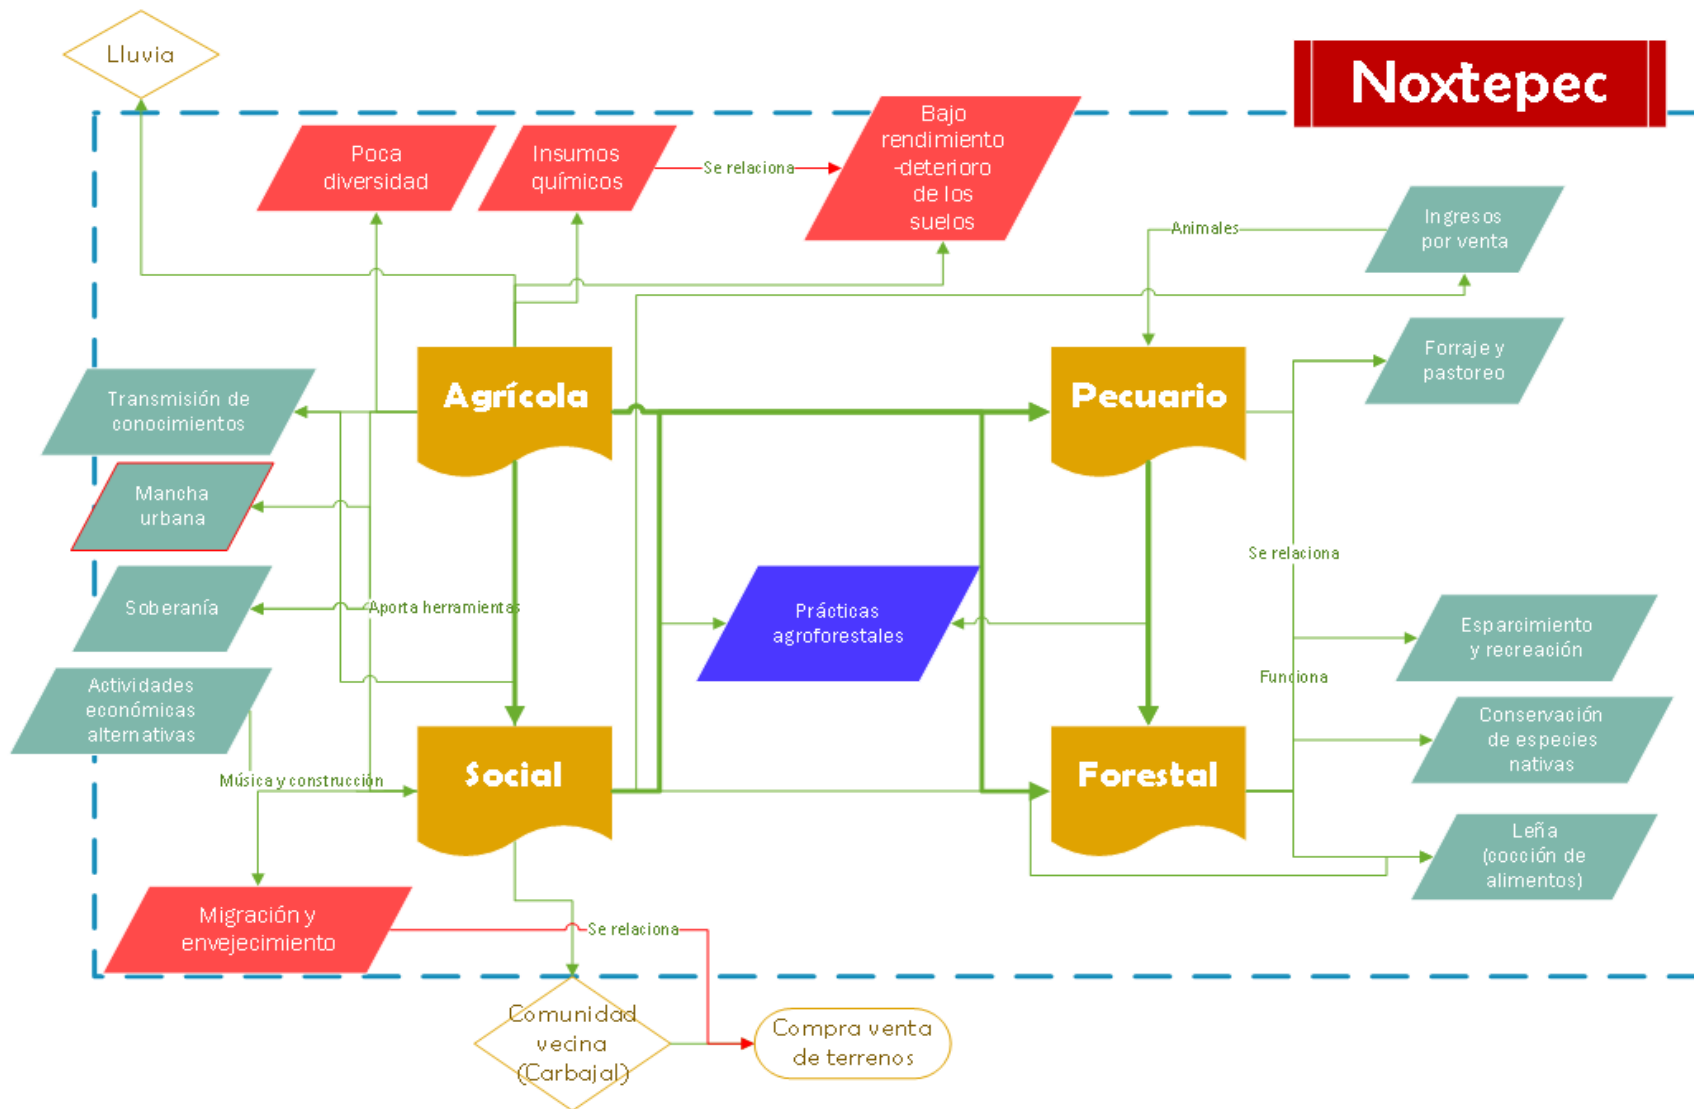 Lluvia
Noxtepec
Poca
diversidad
Insumos
químicos
Se relaciona
Bajo
rendimiento
-deterioro
de los
suelos
Animales
Ingresos
por venta
Forraje y
pastoreo
Agrícola
Pecuario
Transmisión de
conocimientos
Mancha
urbana
Se relaciona
Soberanía
Aporta herramientas
Prácticas
agroforestales
Esparcimiento
y recreación
Funciona
Actividades
económicas
alternativas
Conservación
de especies
nativas
Música y construcción
Social
Forestal
Leña
(cocción de
alimentos)
Migración y
envejecimiento
Se relaciona
Comunidad
vecina
(Carbajal)
Compra venta
de terrenos